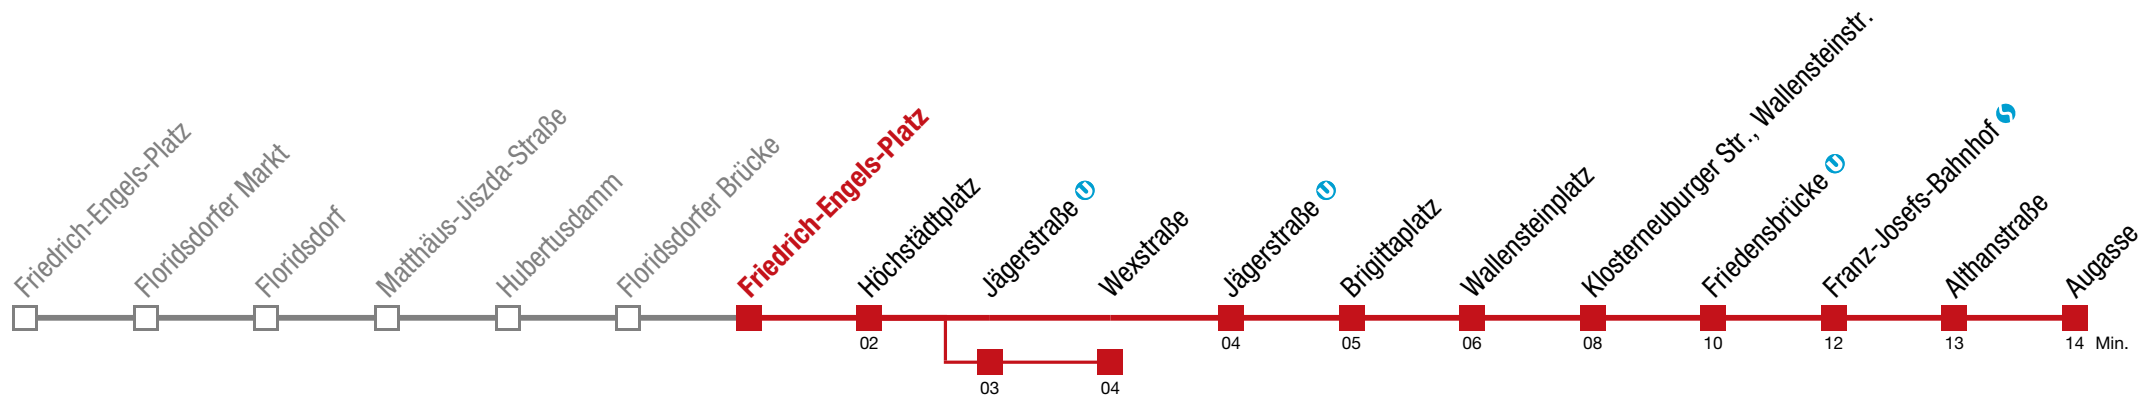 Friedrich-Engels-Platz
Floridsdorfer Markt
Floridsdorf
Matthäus-Jiszda-Straße
Hubertusdamm
Floridsdorfer Brücke
Friedrich-Engels-Platz
Höchstädtplatz
Jägerstraße U
Wexstraße
Jägerstraße U
Brigittaplatz
Wallensteinplatz
Klosterneuburger Str., Wallensteinstr.
Friedensbrücke U
Franz-Josefs-Bahnhof S
Althanstraße
Augasse
02
04
05
06
08
10
12
13
14 Min.
03
04